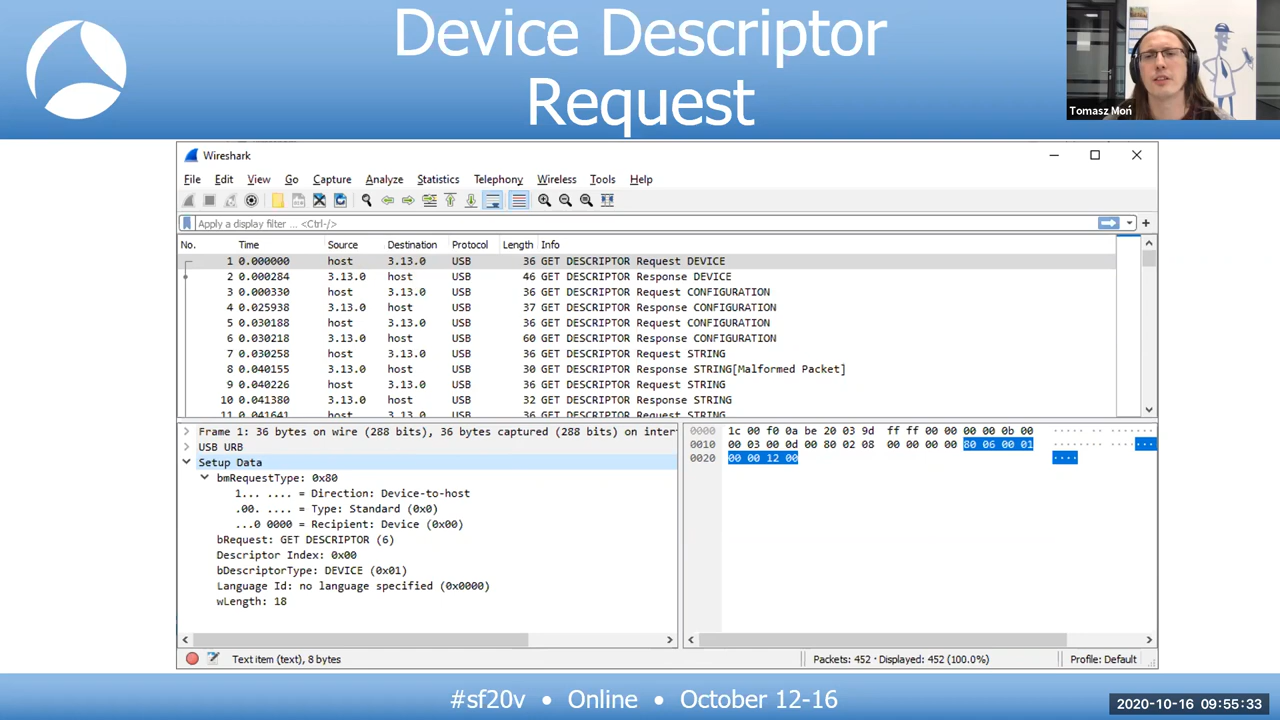 Device Descriptor
Request
Tomasz Moń
Wireshark
File Edit View Go Capture Analyze Statistics Telephony Wireless Tools Help
Apply a display filter ... <Ctrl-/>
No. Time Source Destination Protocol Length Info
1 0.000000 host 3.13.0 USB 36 GET DESCRIPTOR Request DEVICE
2 0.000284 3.13.0 host USB 46 GET DESCRIPTOR Response DEVICE
3 0.000330 host 3.13.0 USB 36 GET DESCRIPTOR Request CONFIGURATION
4 0.025938 3.13.0 host USB 37 GET DESCRIPTOR Response CONFIGURATION
5 0.030188 host 3.13.0 USB 36 GET DESCRIPTOR Request CONFIGURATION
6 0.030218 3.13.0 host USB 60 GET DESCRIPTOR Response CONFIGURATION
7 0.030258 host 3.13.0 USB 36 GET DESCRIPTOR Request STRING
8 0.040155 3.13.0 host USB 30 GET DESCRIPTOR Response STRING[Malformed Packet]
9 0.040226 host 3.13.0 USB 36 GET DESCRIPTOR Request STRING
10 0.041380 3.13.0 host USB 32 GET DESCRIPTOR Response STRING
11 0.041641 host 3.13.0 USB 36 GET DESCRIPTOR Request STRING
Frame 1: 36 bytes on wire (288 bits), 36 bytes captured (288 bits) on inter
USB URB
Setup Data
bmRequestType: 0x80
1... .... = Direction: Device-to-host
.00. .... = Type: Standard (0x0)
...0 0000 = Recipient: Device (0x00)
bRequest: GET DESCRIPTOR (6)
Descriptor Index: 0x00
bDescriptorType: DEVICE (0x01)
Language Id: no language specified (0x0000)
wLength: 18
0000 1c 00 f0 0a be 20 03 9d ff ff 00 00 00 00 0b 00 ····· ·· ········
0010 00 03 00 0d 00 80 02 08 00 00 00 00 80 06 00 01 ········ ········
0020 00 00 12 00 ····
Text item (text), 8 bytes
Packets: 452 · Displayed: 452 (100.0%)
Profile: Default
#sf20v • Online • October 12-16
2020-10-16 09:55:33